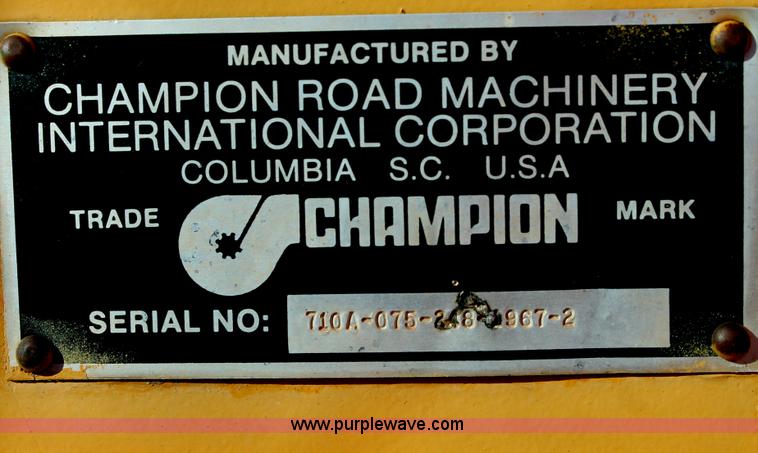 MANUFACTURED BY
CHAMPION ROAD MACHINERY
INTERNATIONAL CORPORATION
COLUMBIA S.C. U.S.A
TRADE CHAMPION MARK
SERIAL NO:
www.purplewave.com